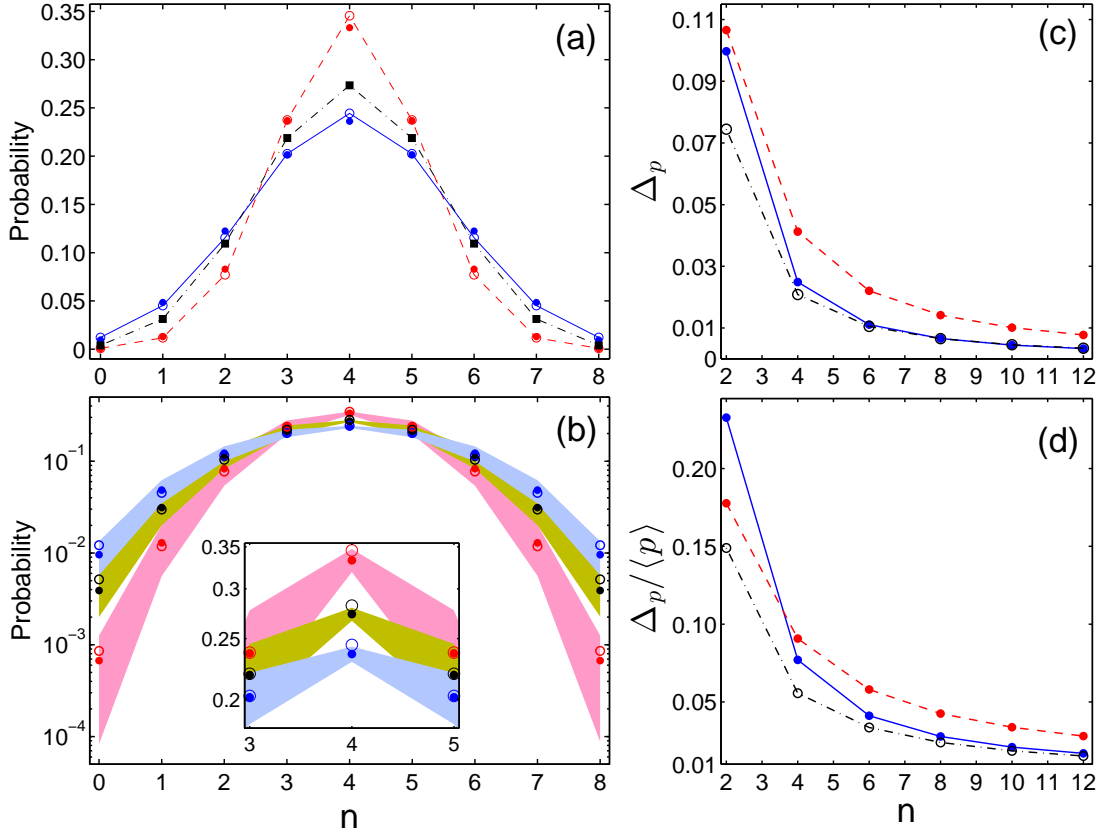 (a)
Probability
0.35
0.30
0.25
0.20
0.15
0.10
0.05
0
0 1 2 3 4 5 6 7 8
(c)
Δp
0.11
0.09
0.07
0.05
0.03
0.01
0
2 3 4 5 6 7 8 9 10 11 12
(b)
Probability
10⁻¹
10⁻²
10⁻³
10⁻⁴
0.35
0.3
0.25
0.2
3 4 5
0 1 2 3 4 5 6 7 8
n
(d)
Δp/⟨p⟩
0.20
0.15
0.10
0.05
0.01
2 3 4 5 6 7 8 9 10 11 12
n